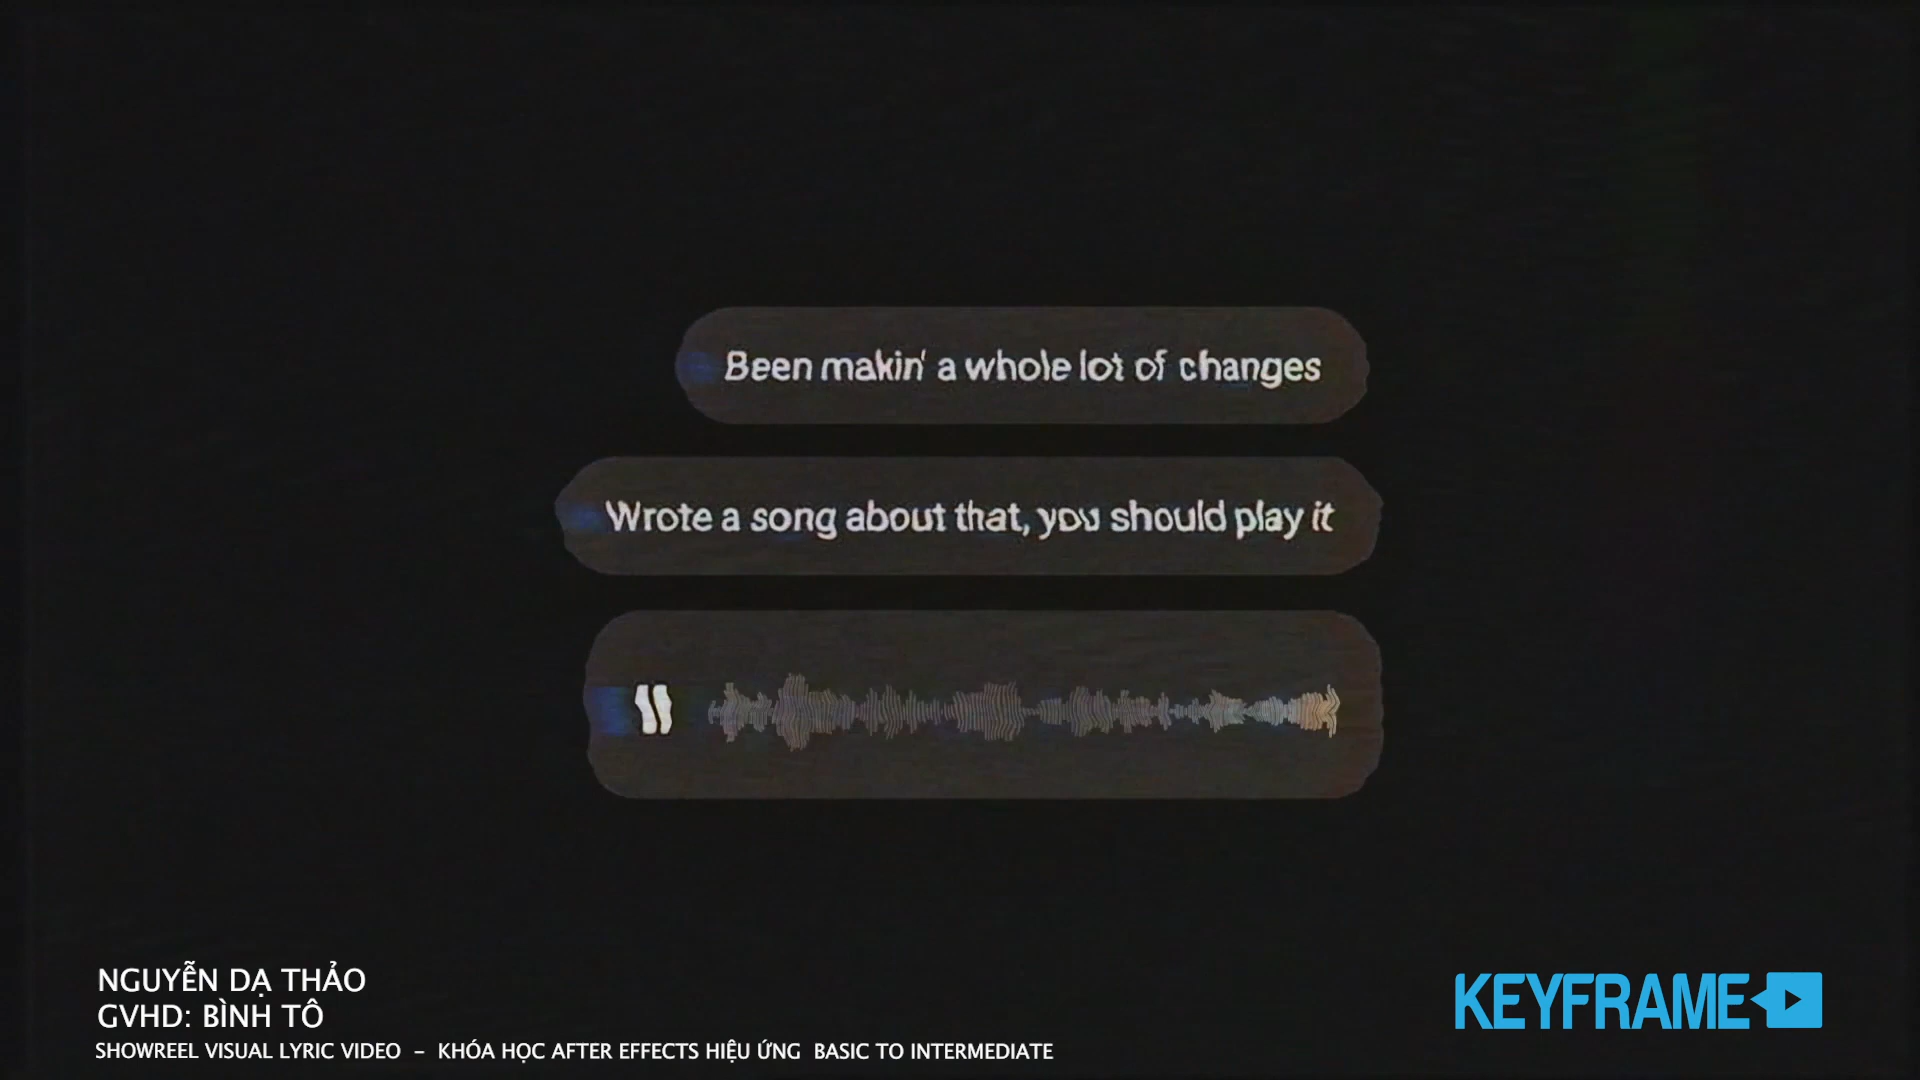 Been makin' a whole lot of changes
Wrote a song about that, you should play it
NGUYỄN DẠ THẢO
GVHD: BÌNH TÔ
SHOWREEL VISUAL LYRIC VIDEO – KHÓA HỌC AFTER EFFECTS HIỆU ỨNG BASIC TO INTERMEDIATE
KEYFRAME